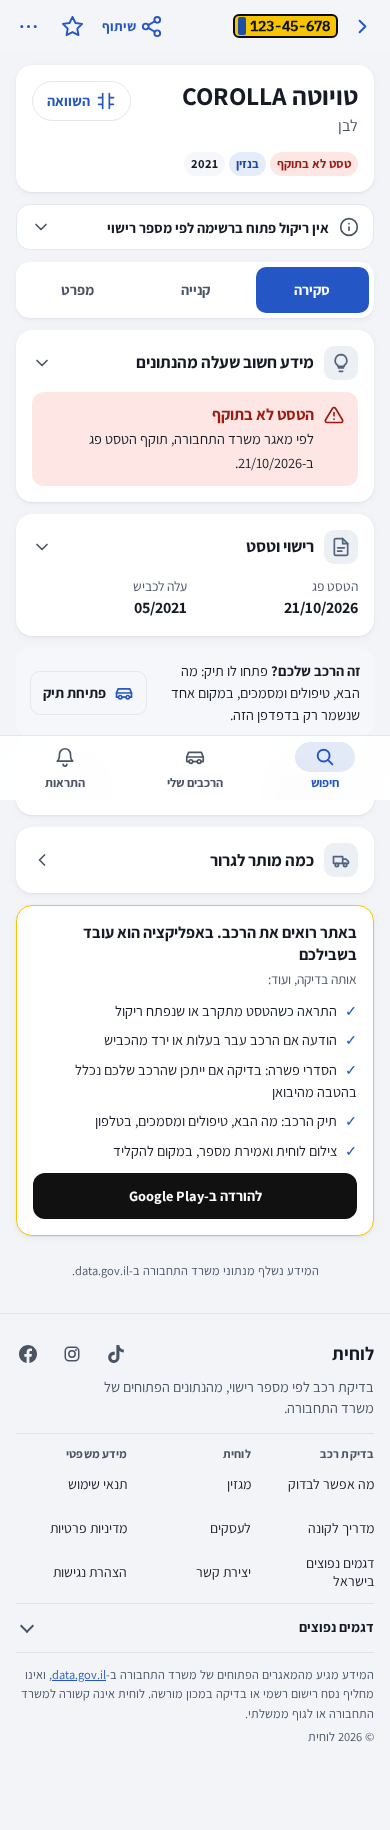 123-45-678
שיתוף
טויוטה COROLLA
השוואה
לבן
טסט לא בתוקף
בנזין
2021
אין ריקול פתוח ברשימה לפי מספר רישוי
סקירה
קנייה
מפרט
מידע חשוב שעלה מהנתונים
הטסט לא בתוקף
לפי מאגר משרד התחבורה, תוקף הטסט פג
ב-21/10/2026.
רישוי וטסט
הטסט פג
עלה לכביש
21/10/2026
05/2021
זה הרכב שלכם? פתחו לו תיק: מה
הבא, טיפולים ומסמכים, במקום אחד
שנשמר רק בדפדפן הזה.
פתיחת תיק
חיפוש
הרכבים שלי
התראות
כמה מותר לגרור
באתר רואים את הרכב. באפליקציה הוא עובד
בשבילכם
אותה בדיקה, ועוד:
✓ התראה כשהטסט מתקרב או שנפתח ריקול
✓ הודעה אם הרכב עבר בעלות או ירד מהכביש
✓ הסדרי פשרה: בדיקה אם ייתכן שהרכב שלכם נכלל
בהטבה מהיבואן
✓ תיק הרכב: מה הבא, טיפולים ומסמכים, בטלפון
✓ צילום לוחית ואמירת מספר, במקום להקליד
להורדה ב-Google Play
המידע נשלף מנתוני משרד התחבורה ב-data.gov.il.
לוחית
בדיקת רכב לפי מספר רישוי, מהנתונים הפתוחים של
משרד התחבורה.
בדיקת רכב
לוחית
מידע משפטי
מה אפשר לבדוק
מגזין
תנאי שימוש
מדריך לקונה
לעסקים
מדיניות פרטיות
דגמים נפוצים
בישראל
יצירת קשר
הצהרת נגישות
דגמים נפוצים
המידע מגיע מהמאגרים הפתוחים של משרד התחבורה ב-data.gov.il, ואינו
מחליף נסח רישום רשמי או בדיקה במכון מורשה. לוחית אינה קשורה למשרד
התחבורה או לגוף ממשלתי.
© 2026 לוחית